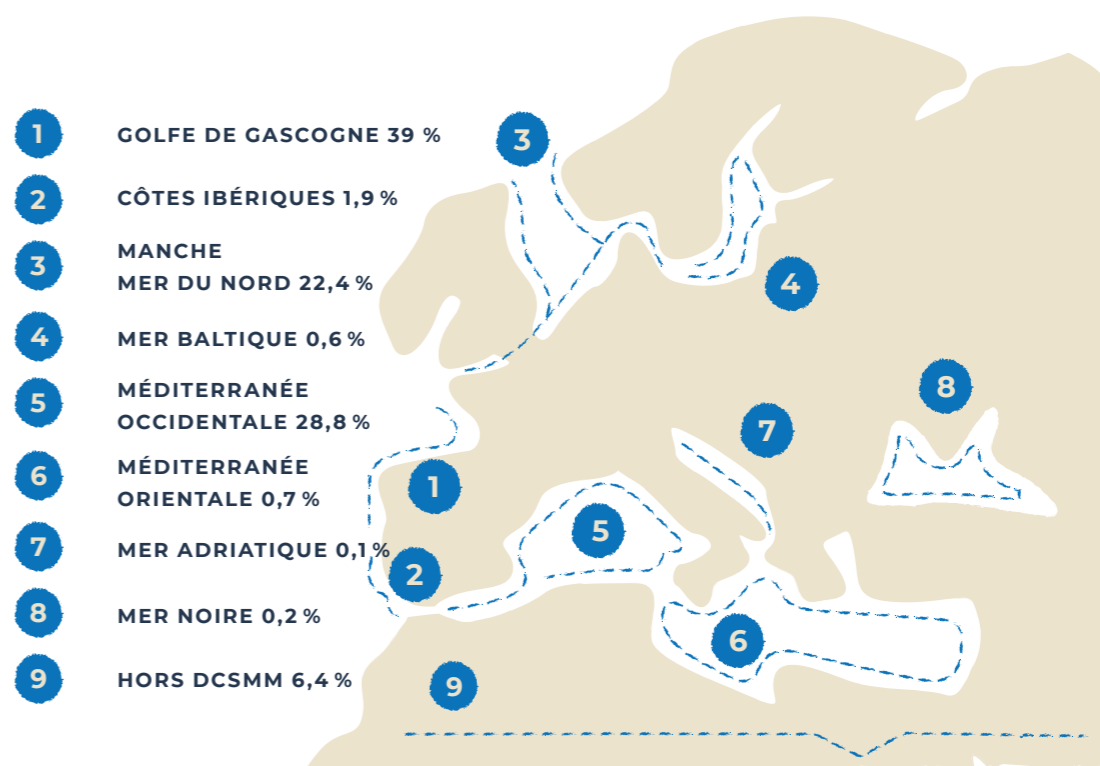 1 GOLFE DE GASCOGNE 39 %
2 CÔTES IBÉRIQUES 1,9 %
3 MANCHE
MER DU NORD 22,4 %
4 MER BALTIQUE 0,6 %
5 MÉDITERRANÉE
OCCIDENTALE 28,8 %
6 MÉDITERRANÉE
ORIENTALE 0,7 %
7 MER ADRIATIQUE 0,1 %
8 MER NOIRE 0,2 %
9 HORS DCSMM 6,4 %
3
4
8
7
1
5
2
6
9